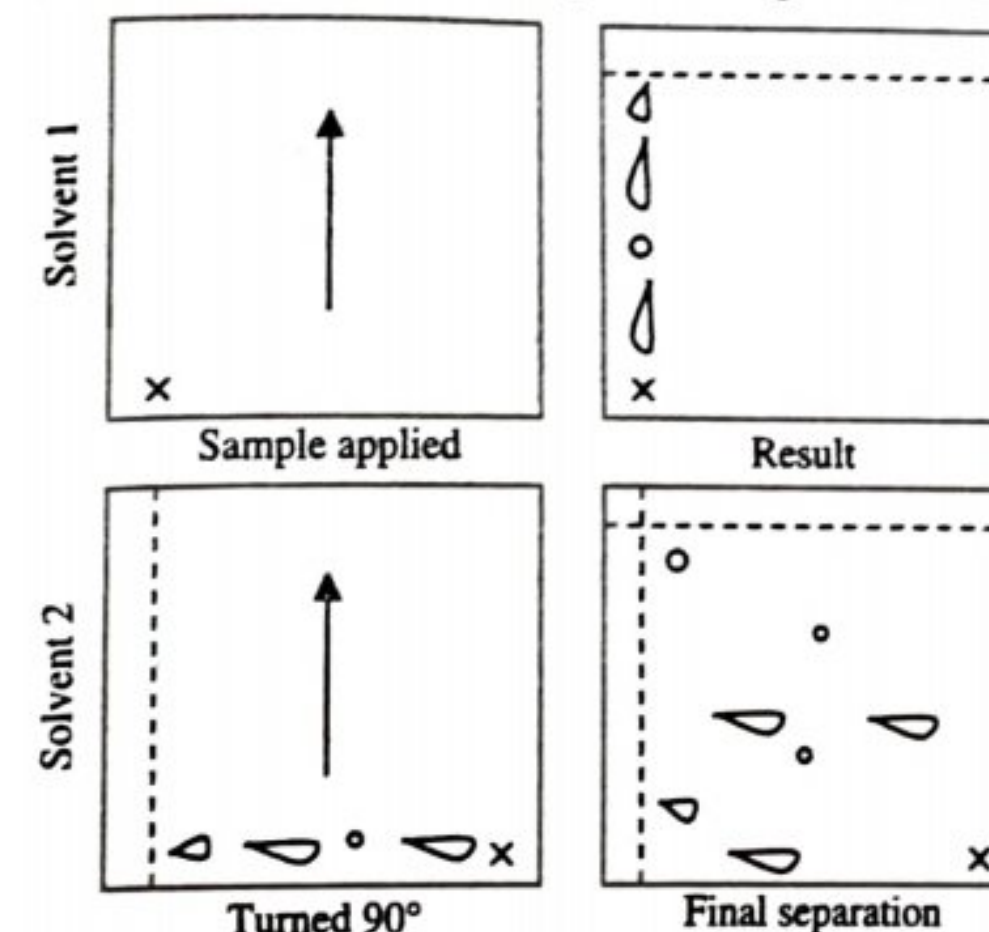 Solvent 1
Sample applied
Result
Solvent 2
Turned 90°
Final separation